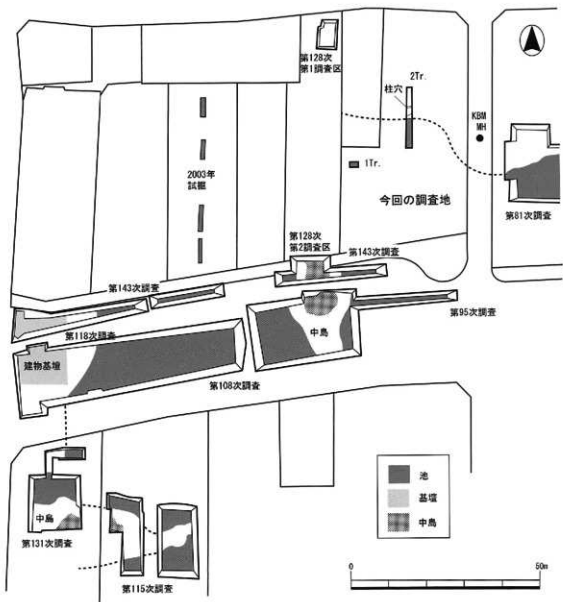 第128次
第1調査区
2Tr.
柱穴
KBM
MH
2003年
試掘
1Tr.
今回の調査地
第81次調査
第128次
第2調査区
第143次調査
第143次調査
第95次調査
第118次調査
中島
建物基壇
第108次調査
中島
第131次調査
第115次調査
池
基壇
中島
0
50m